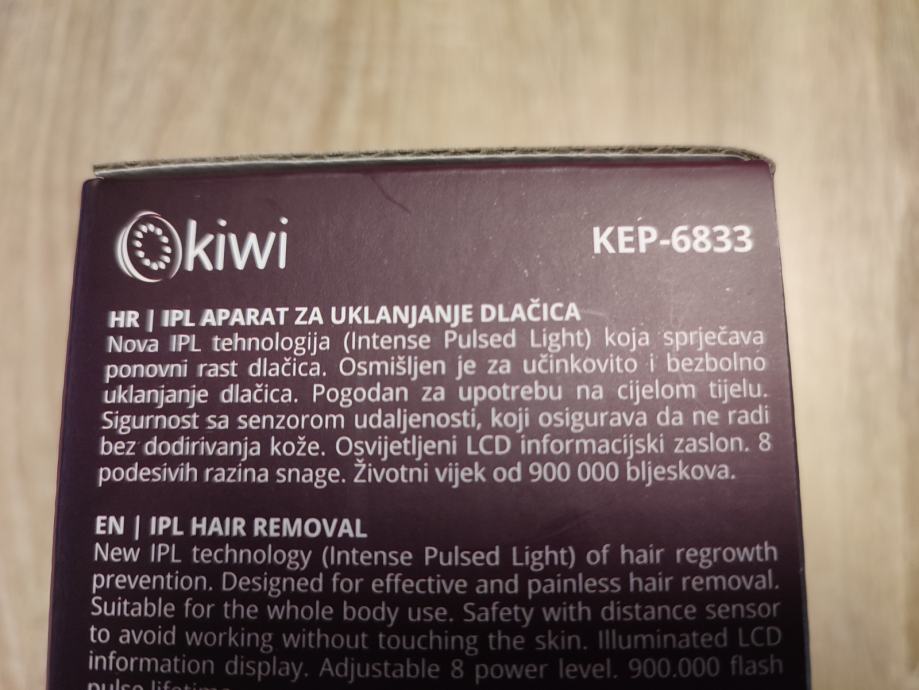 kiwi
KEP-6833
HR | IPL APARAT ZA UKLANJANJE DLAČICA
Nova IPL tehnologija (Intense Pulsed Light) koja sprječava
ponovni rast dlačica. Osmišljen je za učinkovito i bezbolno
uklanjanje dlačica. Pogodan za upotrebu na cijelom tijelu.
Sigurnost sa senzorom udaljenosti, koji osigurava da ne radi
bez dodirivanja kože. Osvijetljeni LCD informacijski zaslon. 8
podesivih razina snage. Životni vijek od 900 000 bljeskova.
EN | IPL HAIR REMOVAL
New IPL technology (Intense Pulsed Light) of hair regrowth
prevention. Designed for effective and painless hair removal.
Suitable for the whole body use. Safety with distance sensor
to avoid working without touching the skin. Illuminated LCD
information display. Adjustable 8 power level. 900.000 flash
pulse